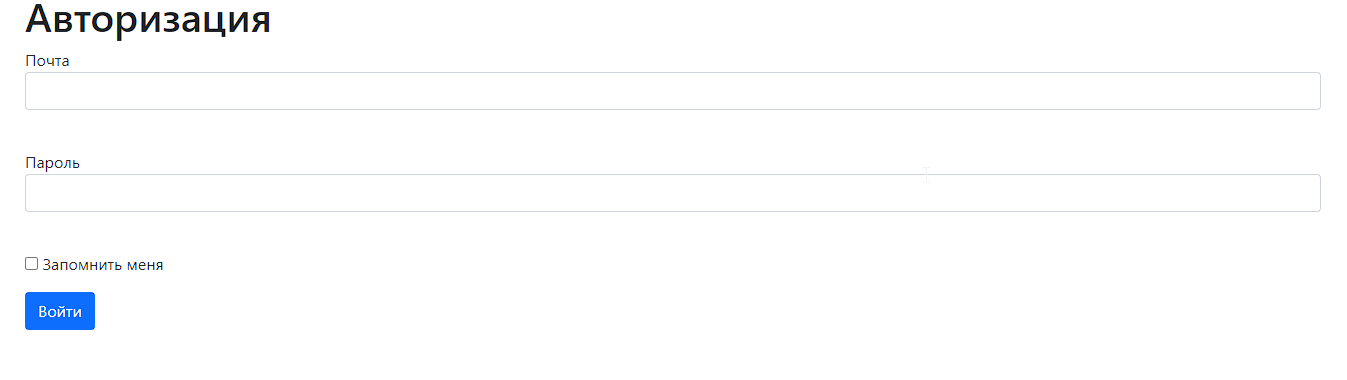 Авторизация
Почта
Пароль
Запомнить меня
Войти